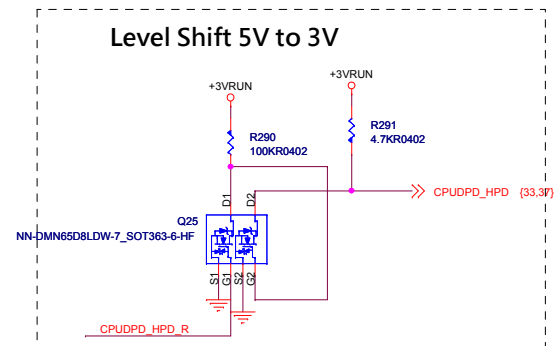 Level Shift 5V to 3V
+3VRUN
+3VRUN
R290
100KR0402
R291
4.7KR0402
CPUDPD_HPD {33,37}
D1
D2
Q25
NN-DMN65D8LDW-7_SOT363-6-HF
S1
G1
S2
G2
CPUDPD_HPD_R